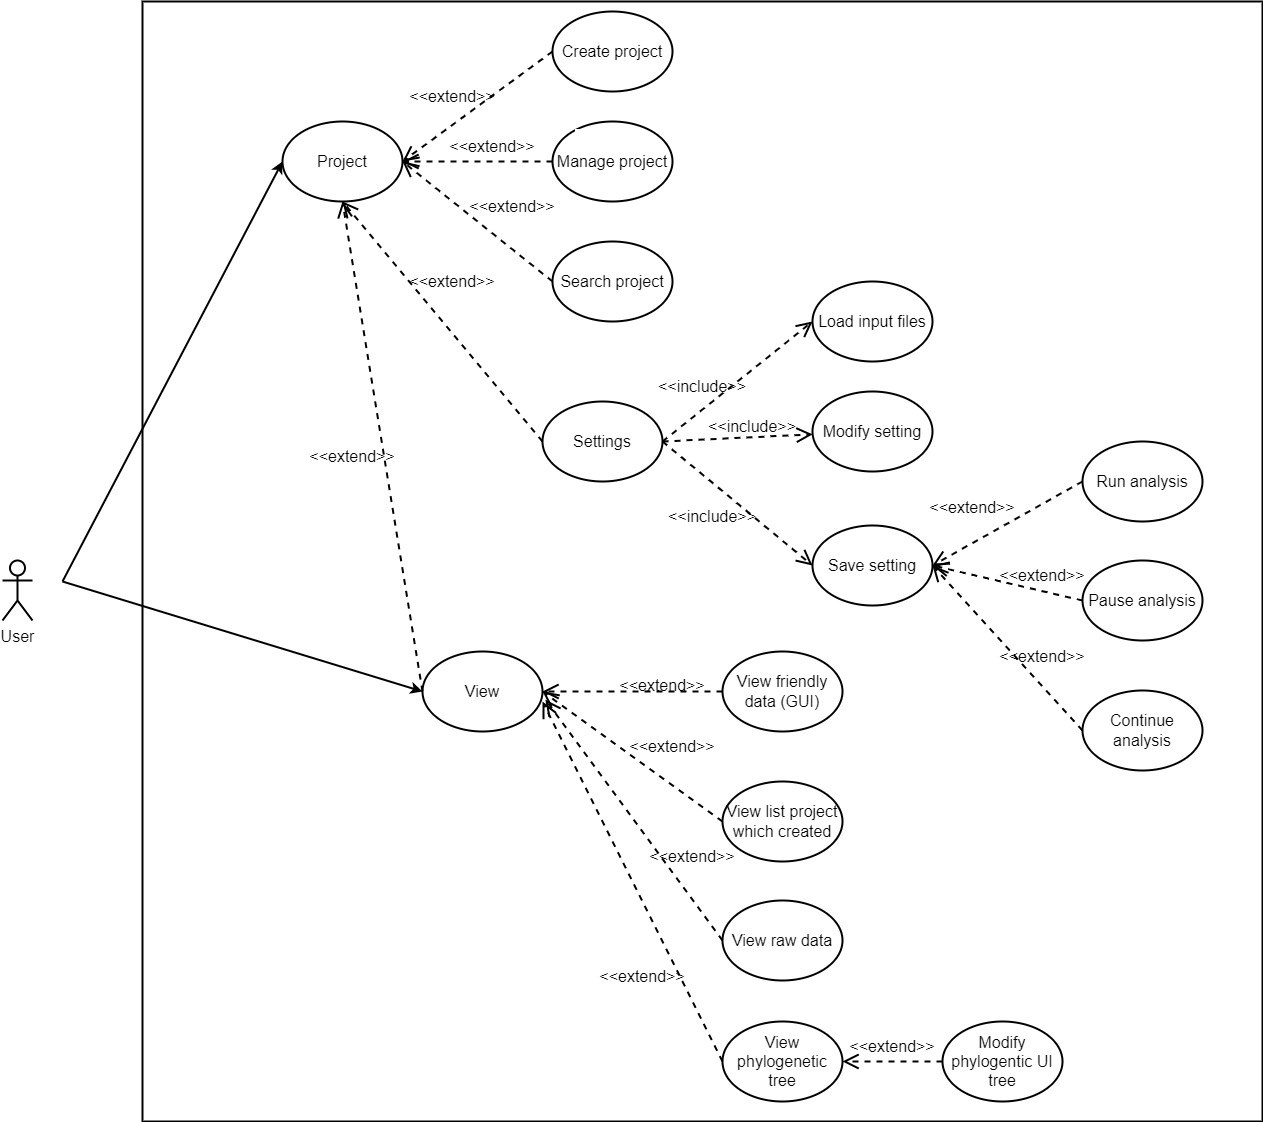 Create project
<<extend>>
Project
<<extend>>
Manage project
<<extend>>
Search project
<<extend>>
Load input files
<<include>>
<<include>>
Modify setting
Settings
<<extend>>
<<include>>
Run analysis
<<extend>>
Save setting
<<extend>>
Pause analysis
User
<<extend>>
View
<<extend>>
View friendly
data (GUI)
Continue
analysis
<<extend>>
View list project
which created
<<extend>>
View raw data
<<extend>>
View
phylogenetic
tree
<<extend>>
Modify
phylogentic UI
tree